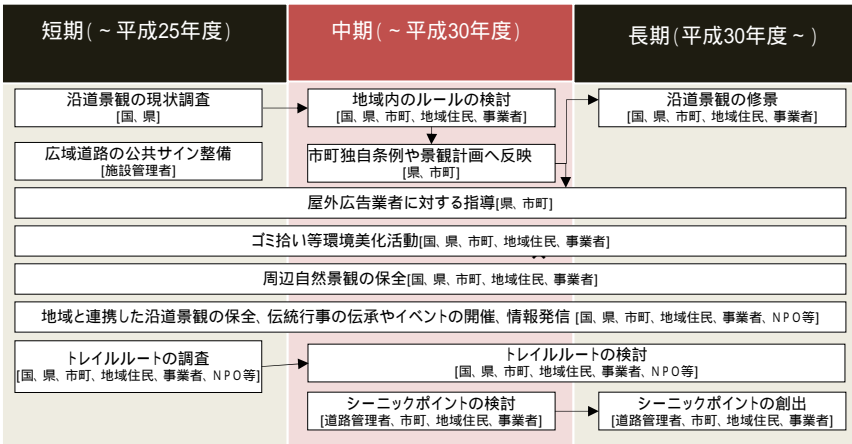 短期(~平成25年度)
中期(~平成30年度)
長期(平成30年度~)
沿道景観の現状調査
[国、県]
地域内のルールの検討
[国、県、市町、地域住民、事業者]
沿道景観の修景
[国、県、市町、地域住民、事業者]
広域道路の公共サイン整備
[施設管理者]
市町独自条例や景観計画へ反映
[県、市町]
屋外広告業者に対する指導[県、市町]
ゴミ拾い等環境美化活動[国、県、市町、地域住民、事業者]
周辺自然景観の保全[国、県、市町、地域住民、事業者]
地域と連携した沿道景観の保全、伝統行事の伝承やイベントの開催、情報発信 [国、県、市町、地域住民、事業者、NPO等]
トレイルルートの調査
[国、県、市町、地域住民、事業者、NPO等]
トレイルルートの検討
[国、県、市町、地域住民、事業者、NPO等]
シーニックポイントの検討
[道路管理者、市町、地域住民、事業者]
シーニックポイントの創出
[道路管理者、市町、地域住民、事業者]